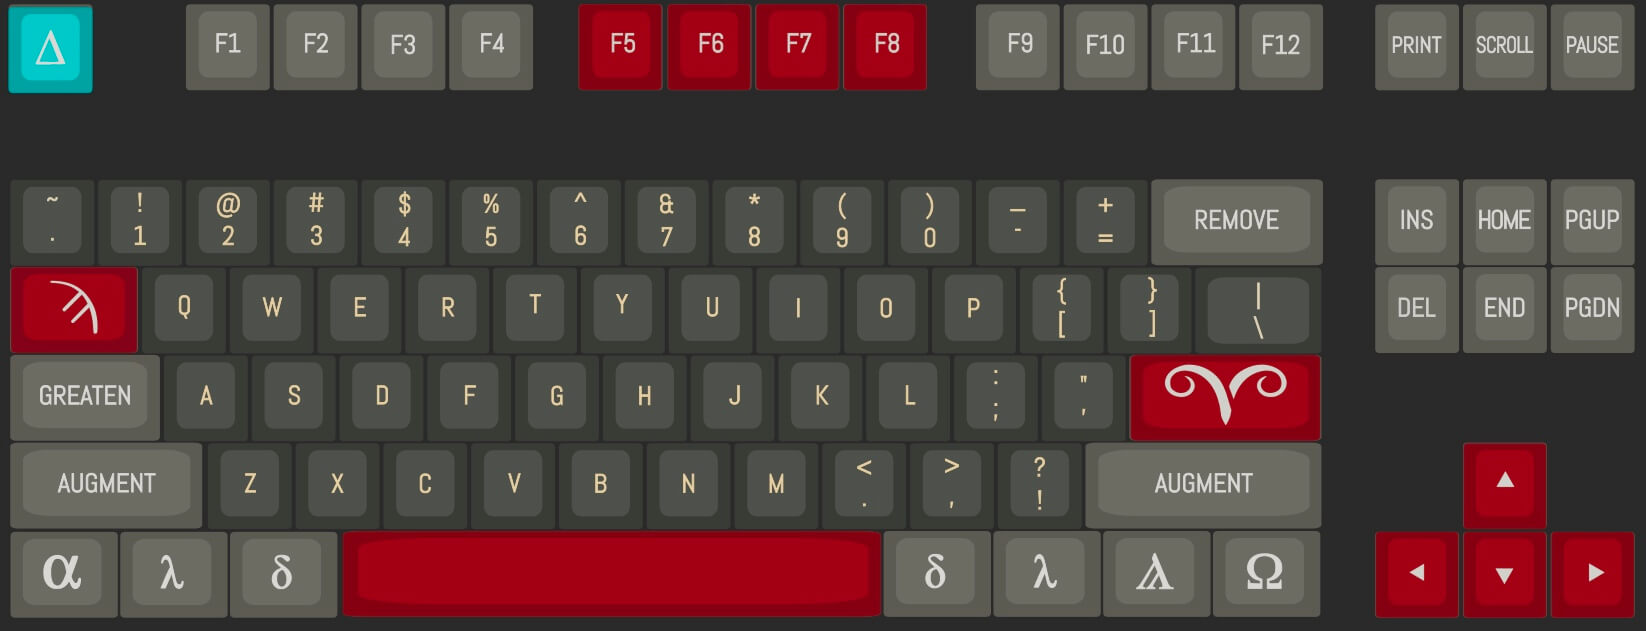 Δ F1 F2 F3 F4 F5 F6 F7 F8 F9 F10 F11 F12 PRINT SCROLL PAUSE
~ ! @ # $ % ^ & * ( ) _ +
. 1 2 3 4 5 6 7 8 9 0 - = REMOVE INS HOME PGUP
Q W E R T Y U I O P { } |
[ ] \ DEL END PGDN
GREATEN A S D F G H J K L : "
; '
AUGMENT Z X C V B N M < > ? AUGMENT
. , !
α λ δ δ λ Ѧ Ω